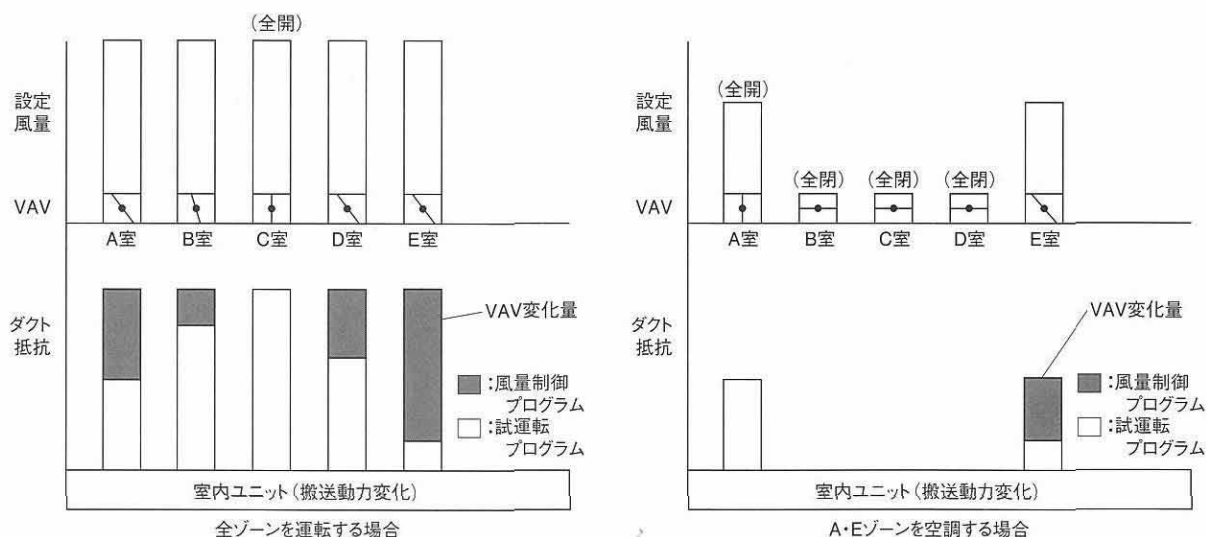 (全開)
設定
風量
VAV
A室
B室
C室
D室
E室
ダクト
抵抗
VAV変化量
:風量制御
プログラム
:試運転
プログラム
室内ユニット(搬送動力変化)
全ゾーンを運転する場合
(全開)
設定
風量
(全閉)
(全閉)
(全閉)
VAV
A室
B室
C室
D室
E室
ダクト
抵抗
VAV変化量
:風量制御
プログラム
:試運転
プログラム
室内ユニット(搬送動力変化)
A・Eゾーンを空調する場合